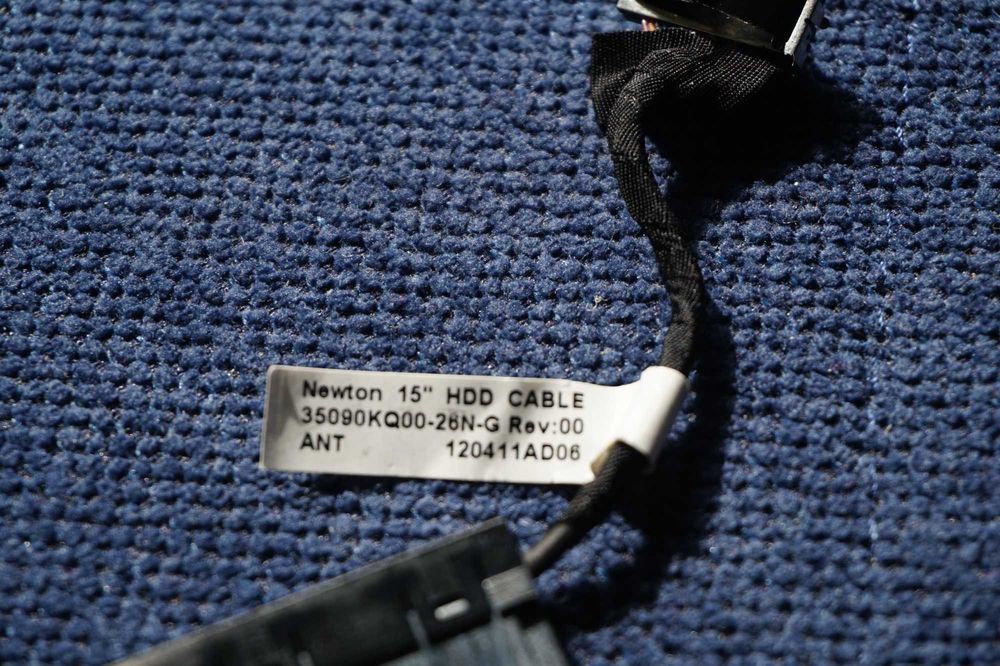 Newton 15" HDD CABLE
35090KQ00-26N-G Rev:00
ANT 120411AD06